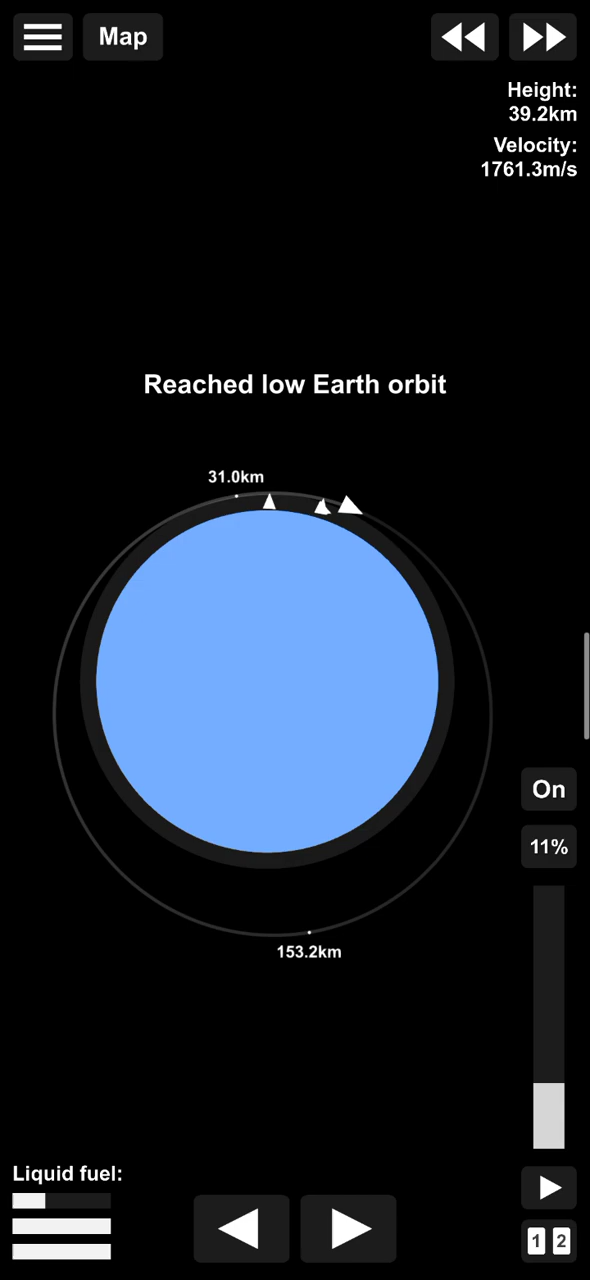 Map
Height:
39.2km
Velocity:
1761.3m/s
Reached low Earth orbit
31.0km
153.2km
On
11%
Liquid fuel:
1 2